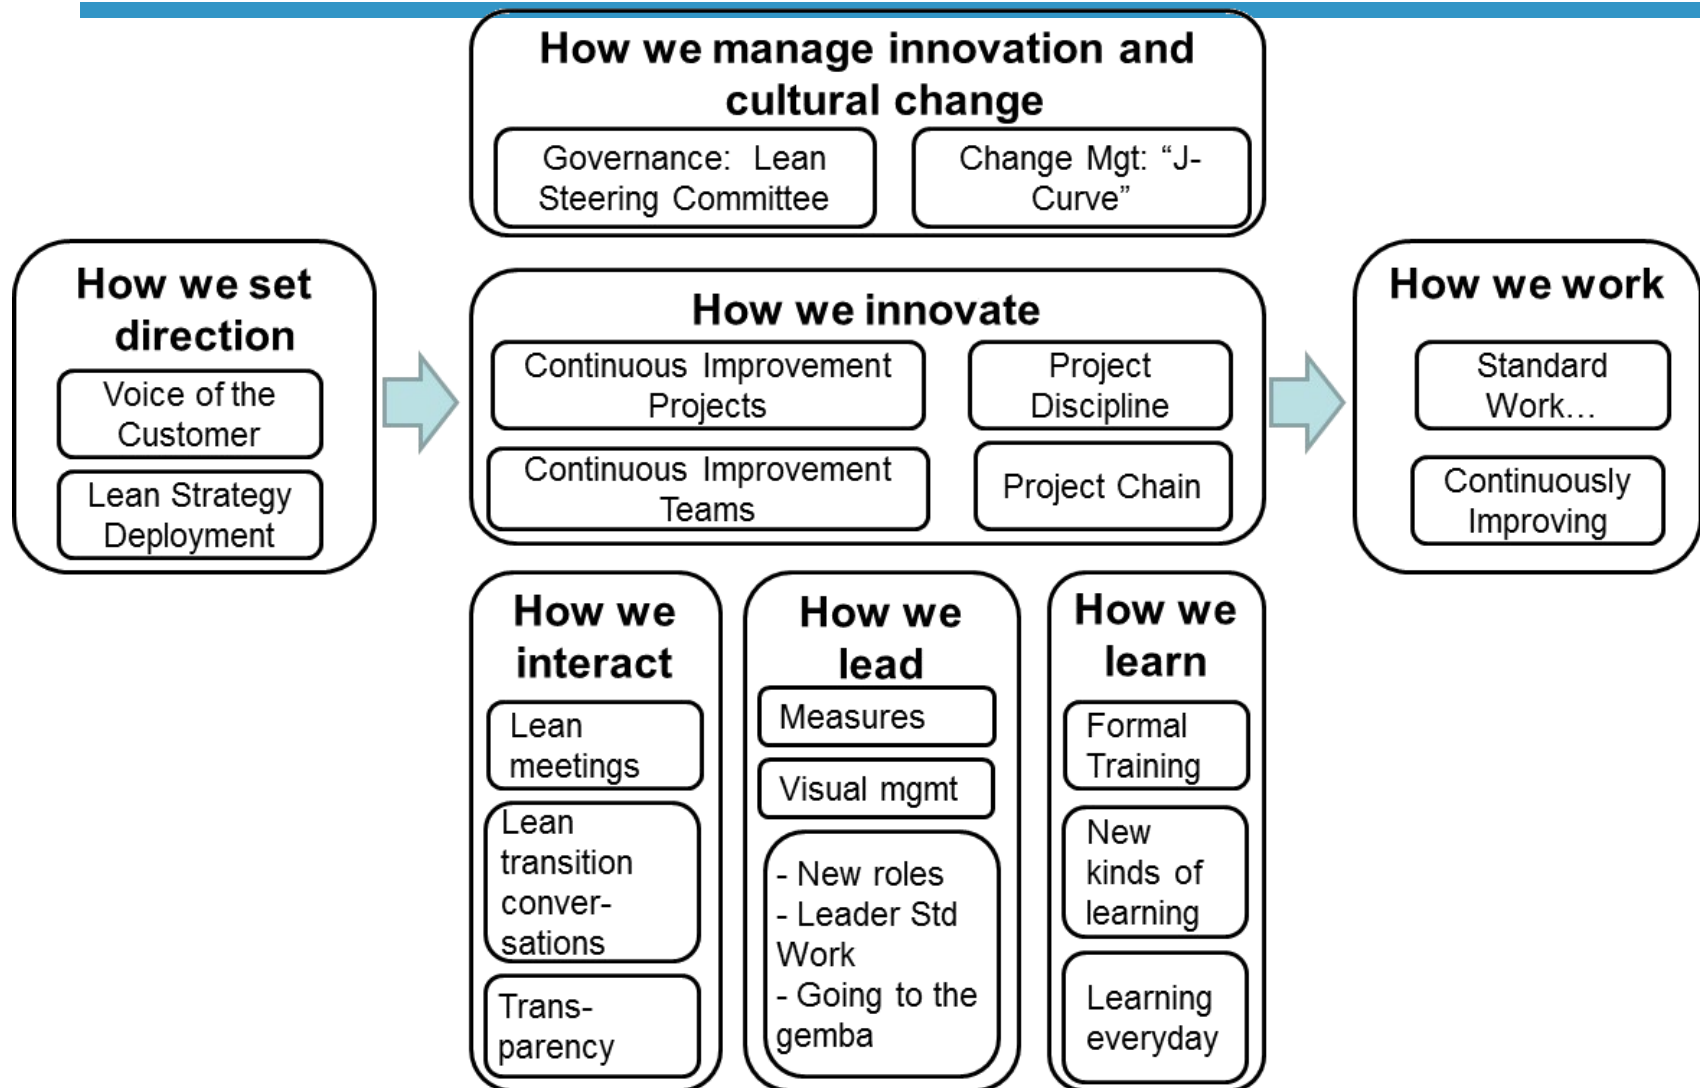 How we manage innovation and
cultural change
Governance: Lean
Steering Committee
Change Mgt: “J-
Curve”
How we set
direction
Voice of the
Customer
Lean Strategy
Deployment
How we innovate
Continuous Improvement
Projects
Project
Discipline
Continuous Improvement
Teams
Project Chain
How we work
Standard
Work…
Continuously
Improving
How we
interact
Lean
meetings
Lean
transition
conver-
sations
Trans-
parency
How we
lead
Measures
Visual mgmt
- New roles
- Leader Std
Work
- Going to the
gemba
How we
learn
Formal
Training
New
kinds of
learning
Learning
everyday